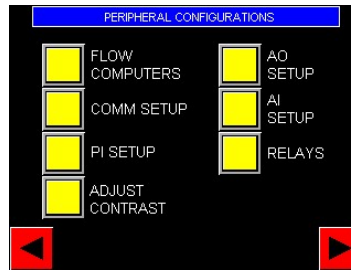 PERIPHERAL CONFIGURATIONS
FLOW
COMPUTERS
COMM SETUP
PI SETUP
ADJUST
CONTRAST
AO
SETUP
AI
SETUP
RELAYS